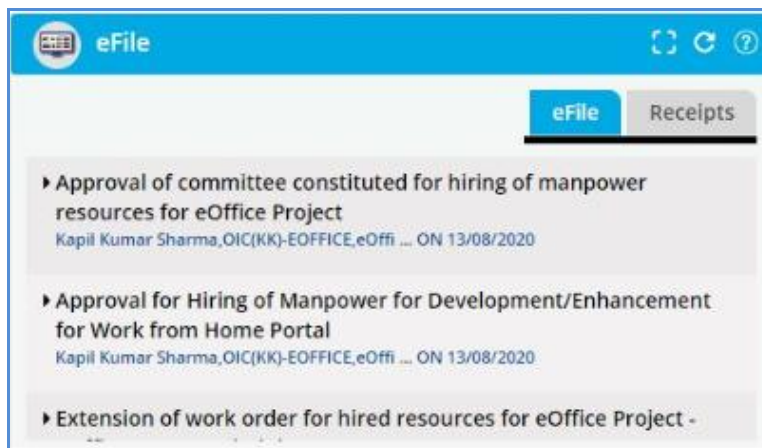 eFile
eFile Receipts
Approval of committee constituted for hiring of manpower
resources for eOffice Project
Kapil Kumar Sharma,OIC(KK)-EOFFICE,eOffi ... ON 13/08/2020
Approval for Hiring of Manpower for Development/Enhancement
for Work from Home Portal
Kapil Kumar Sharma,OIC(KK)-EOFFICE,eOffi ... ON 13/08/2020
Extension of work order for hired resources for eOffice Project -